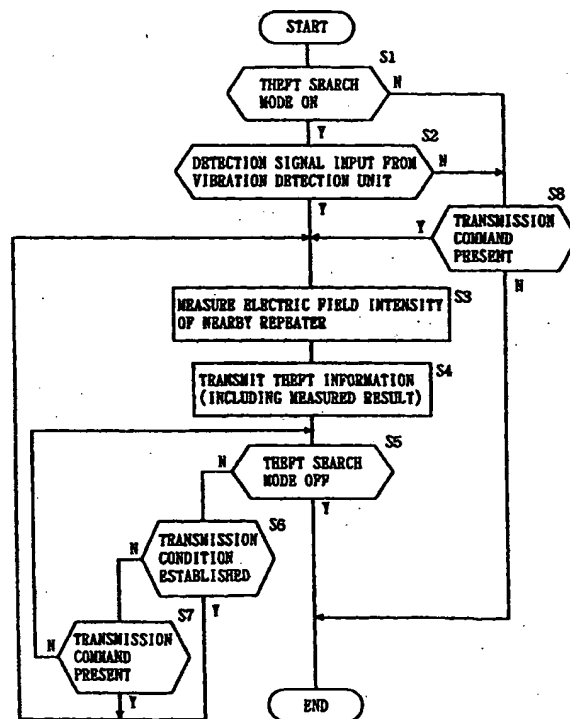 START
S1
THEFT SEARCH
MODE ON
N
Y
S2
DETECTION SIGNAL INPUT FROM
VIBRATION DETECTION UNIT
N
Y
S8
TRANSMISSION
COMMAND
PRESENT
Y
N
S3
MEASURE ELECTRIC FIELD INTENSITY
OF NEARBY REPEATER
S4
TRANSMIT THEFT INFORMATION
(INCLUDING MEASURED RESULT)
S5
THEFT SEARCH
MODE OFF
N
Y
S6
TRANSMISSION
CONDITION
ESTABLISHED
N
Y
S7
TRANSMISSION
COMMAND
PRESENT
N
Y
END